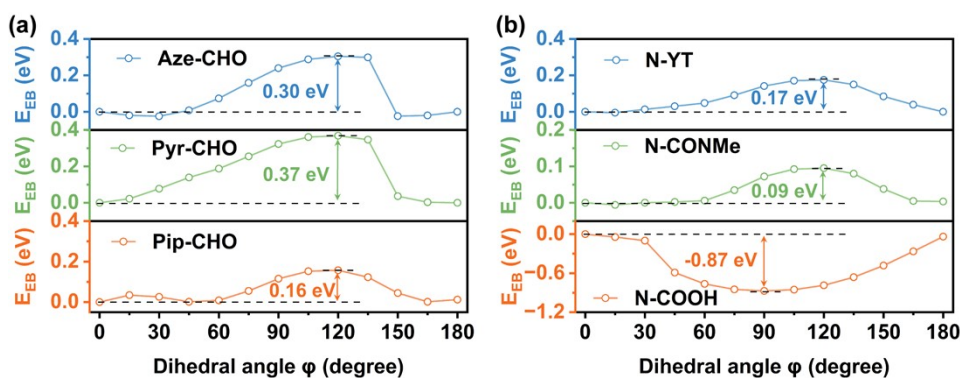 (a)
Aze-CHO
0.30 eV
E_EB (eV)
0.4
0.2
0.0
Pyr-CHO
0.37 eV
E_EB (eV)
0.4
0.2
0.0
Pip-CHO
0.16 eV
E_EB (eV)
0.4
0.2
0.0
0 30 60 90 120 150 180
Dihedral angle φ (degree)
(b)
N-YT
0.17 eV
E_EB (eV)
0.4
0.2
0.0
N-CONMe
0.09 eV
E_EB (eV)
0.2
0.1
0.0
-0.87 eV
N-COOH
E_EB (eV)
0.0
−0.6
−1.2
0 30 60 90 120 150 180
Dihedral angle φ (degree)